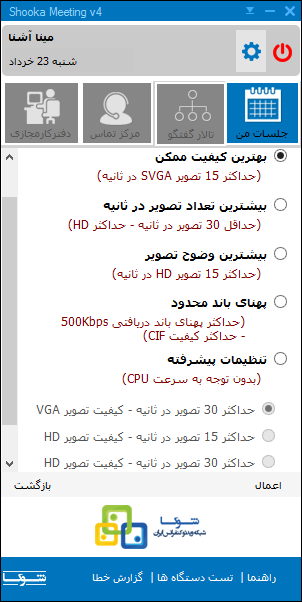 Shooka Meeting v4
مینا آشنا
شنبه 23 خرداد
جلسات من
تالار گفتگو
مرکز تماس
دفترکارمجازی
بهترین کیفیت ممکن
(حداکثر 15 تصویر SVGA در ثانیه)
بیشترین تعداد تصویر در ثانیه
(حداقل 30 تصویر در ثانیه - حداکثر HD)
بیشترین وضوح تصویر
(حداکثر 15 تصویر HD در ثانیه)
پهنای باند محدود
(حداکثر پهنای باند دریافتی 500Kbps
- حداکثر کیفیت CIF)
تنظیمات پیشرفته
(بدون توجه به سرعت CPU)
حداکثر 30 تصویر در ثانیه - کیفیت تصویر VGA
حداکثر 15 تصویر در ثانیه - کیفیت تصویر HD
حداکثر 30 تصویر در ثانیه - کیفیت تصویر HD
اعمال
بازگشت
شوکا
شبکه ویدئو کنفرانس ایران
راهنما | تست دستگاه ها | گزارش خطا
شوکا